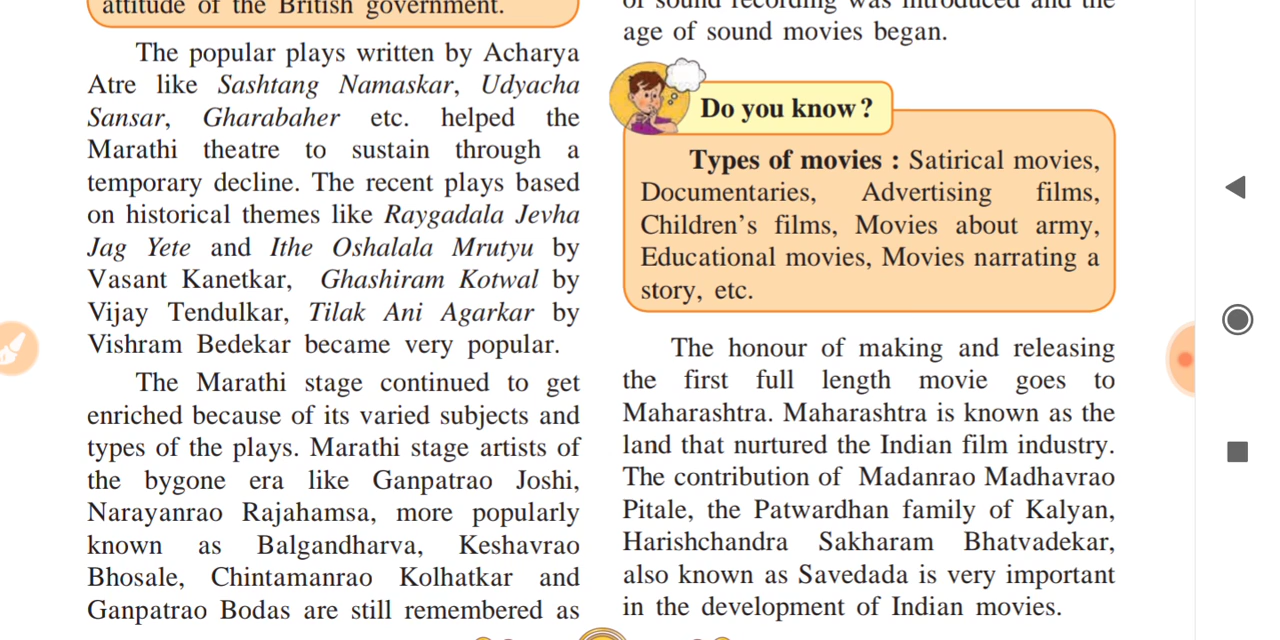 attitude of the British government.
The popular plays written by Acharya
Atre like Sashtang Namaskar, Udyacha
Sansar, Gharabaher etc. helped the
Marathi theatre to sustain through a
temporary decline. The recent plays based
on historical themes like Raygadala Jevha
Jag Yete and Ithe Oshalala Mrutyu by
Vasant Kanetkar, Ghashiram Kotwal by
Vijay Tendulkar, Tilak Ani Agarkar by
Vishram Bedekar became very popular.
The Marathi stage continued to get
enriched because of its varied subjects and
types of the plays. Marathi stage artists of
the bygone era like Ganpatrao Joshi,
Narayanrao Rajahamsa, more popularly
known as Balgandharva, Keshavrao
Bhosale, Chintamanrao Kolhatkar and
Ganpatrao Bodas are still remembered as
of sound recording was introduced and the
age of sound movies began.
Do you know?
Types of movies : Satirical movies,
Documentaries, Advertising films,
Children's films, Movies about army,
Educational movies, Movies narrating a
story, etc.
The honour of making and releasing
the first full length movie goes to
Maharashtra. Maharashtra is known as the
land that nurtured the Indian film industry.
The contribution of Madanrao Madhavrao
Pitale, the Patwardhan family of Kalyan,
Harishchandra Sakharam Bhatvadekar,
also known as Savedada is very important
in the development of Indian movies.